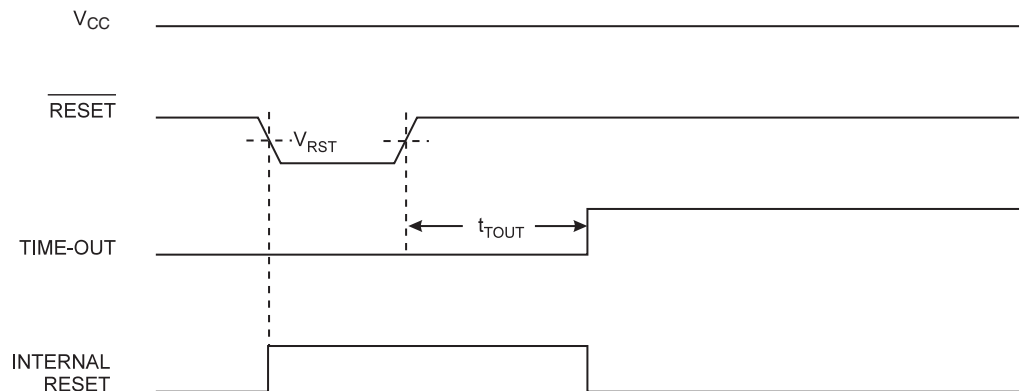 VCC
RESET
VRST
tTOUT
TIME-OUT
INTERNAL
RESET